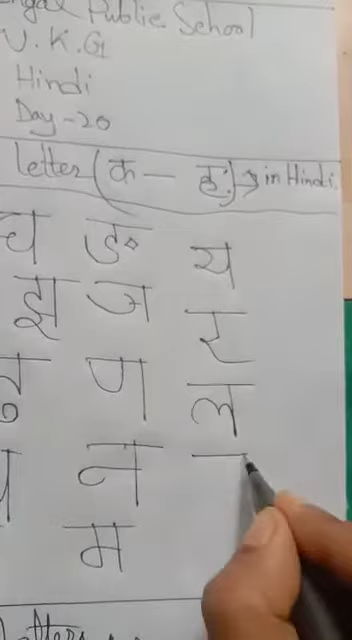 Public School
U.K.G
Hindi
Day-20
letter (क — ह:) → in Hindi
घ ङ य
झ ज र
ढ ण ल
न
म